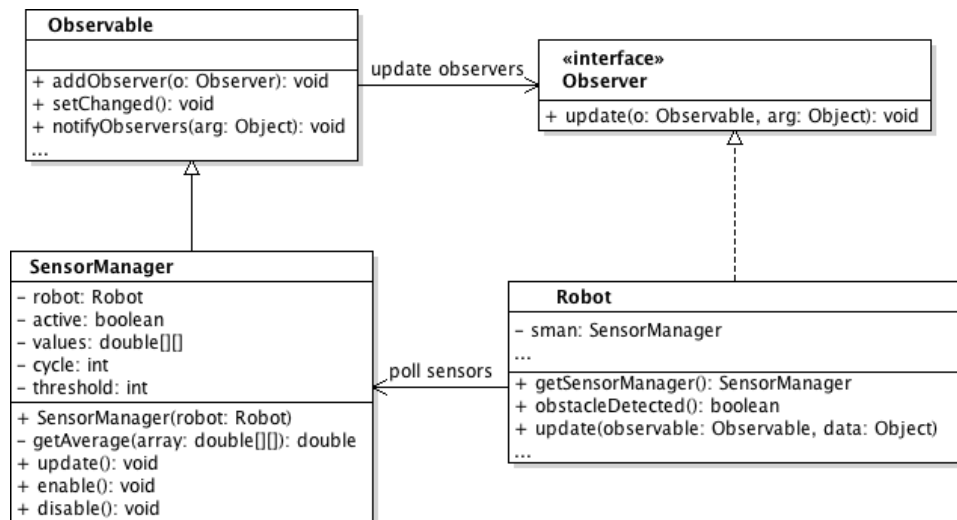 Observable
+ addObserver(o: Observer): void
+ setChanged(): void
+ notifyObservers(arg: Object): void
...
update observers
«interface»
Observer
+ update(o: Observable, arg: Object): void
SensorManager
– robot: Robot
– active: boolean
– values: double[][]
– cycle: int
– threshold: int
+ SensorManager(robot: Robot)
– getAverage(array: double[][]): double
+ update(): void
+ enable(): void
+ disable(): void
poll sensors
Robot
– sman: SensorManager
...
+ getSensorManager(): SensorManager
+ obstacleDetected(): boolean
+ update(observable: Observable, data: Object)
...